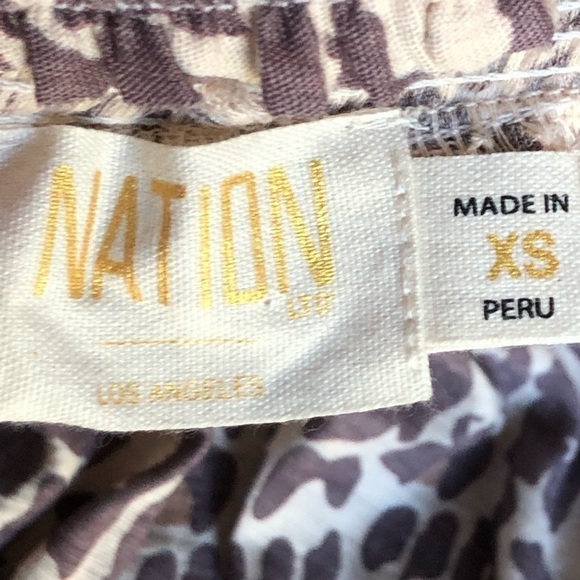 NATION
LTD
LOS ANGELES
MADE IN
XS
PERU